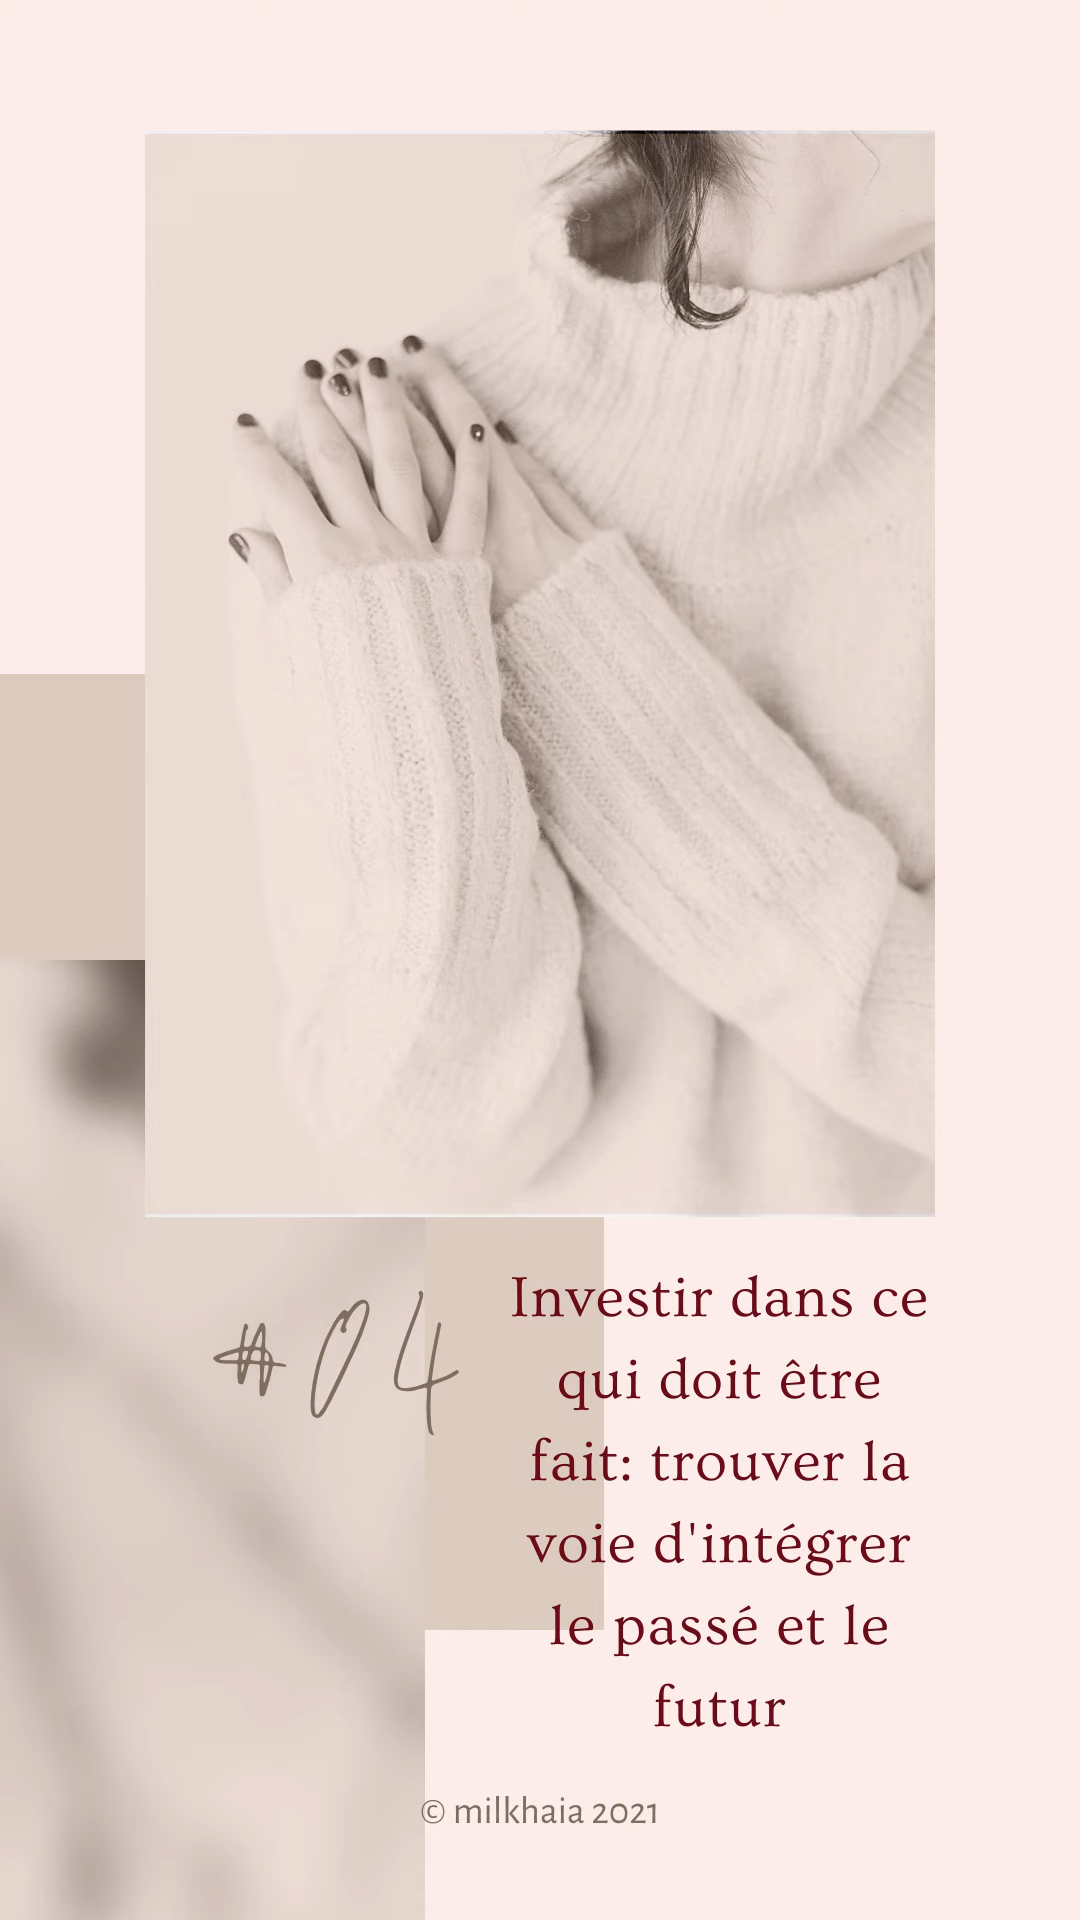 #04
Investir dans ce
qui doit être
fait: trouver la
voie d'intégrer
le passé et le
futur
© milkhaia 2021